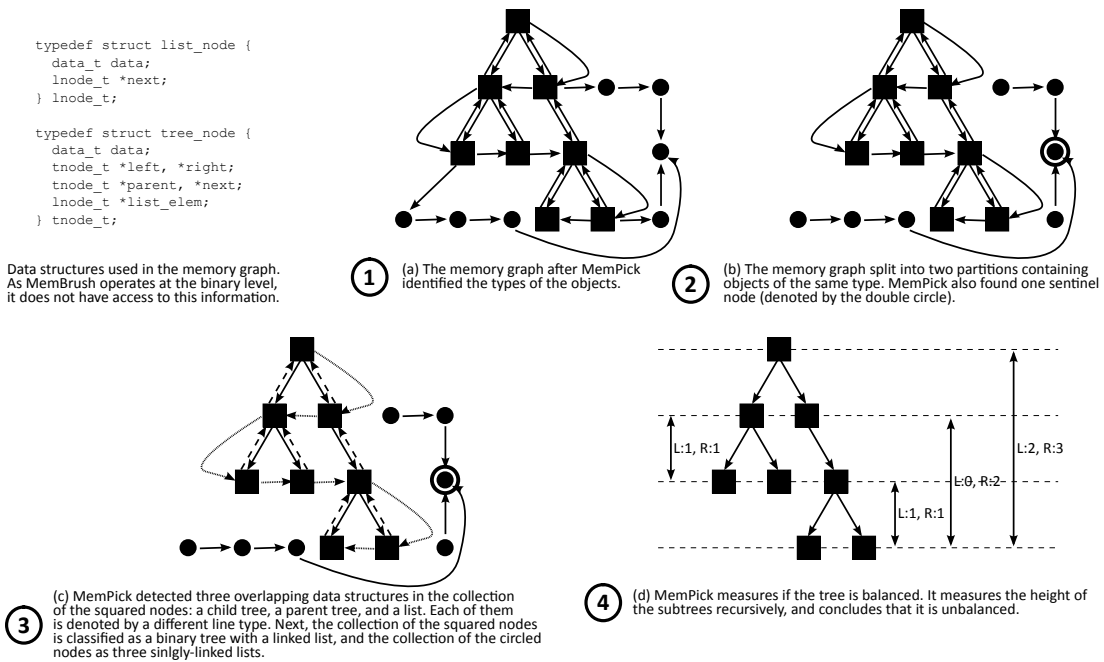 typedef struct list_node {
data_t data;
lnode_t *next;
} lnode_t;
typedef struct tree_node {
data_t data;
tnode_t *left, *right;
tnode_t *parent, *next;
lnode_t *list_elem;
} tnode_t;
Data structures used in the memory graph.
As MemBrush operates at the binary level,
it does not have access to this information.
1
(a) The memory graph after MemPick
identified the types of the objects.
2
(b) The memory graph split into two partitions containing
objects of the same type. MemPick also found one sentinel
node (denoted by the double circle).
3
(c) MemPick detected three overlapping data structures in the collection
of the squared nodes: a child tree, a parent tree, and a list. Each of them
is denoted by a different line type. Next, the collection of the squared nodes
is classified as a binary tree with a linked list, and the collection of the circled
nodes as three sinlgly-linked lists.
L:1, R:1
L:1, R:1
L:0, R:2
L:2, R:3
4
(d) MemPick measures if the tree is balanced. It measures the height of
the subtrees recursively, and concludes that it is unbalanced.